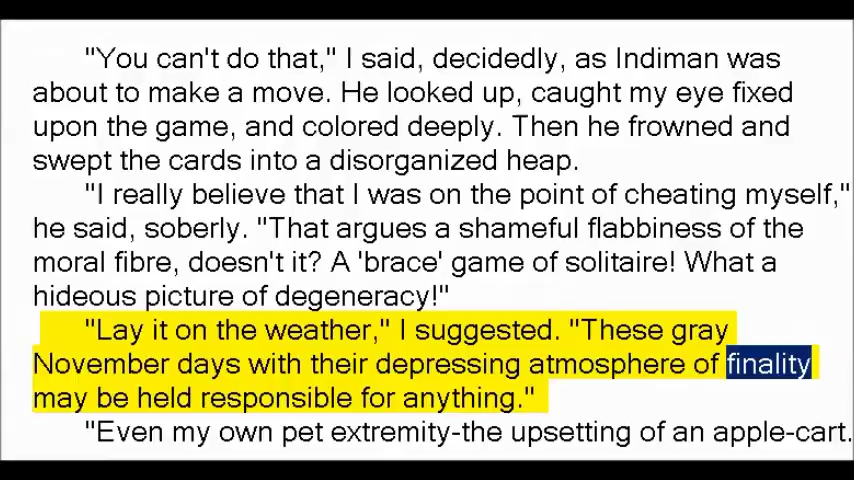 "You can't do that," I said, decidedly, as Indiman was
about to make a move. He looked up, caught my eye fixed
upon the game, and colored deeply. Then he frowned and
swept the cards into a disorganized heap.
"I really believe that I was on the point of cheating myself,"
he said, soberly. "That argues a shameful flabbiness of the
moral fibre, doesn't it? A 'brace' game of solitaire! What a
hideous picture of degeneracy!"
"Lay it on the weather," I suggested. "These gray
November days with their depressing atmosphere of finality
may be held responsible for anything."
"Even my own pet extremity-the upsetting of an apple-cart.